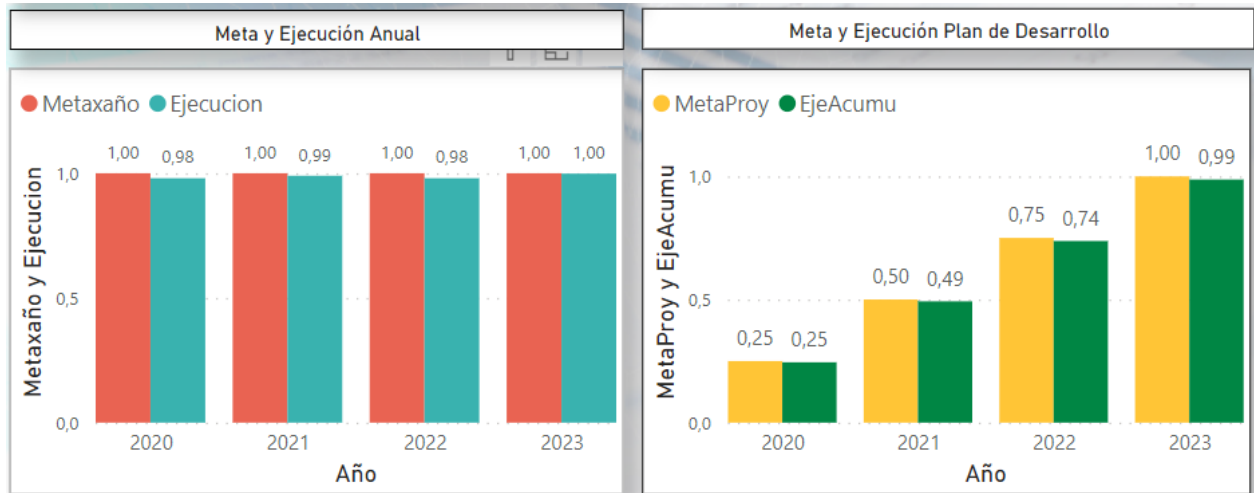 Meta y Ejecución Anual
Metaxaño Ejecucion
1,00 0,98 1,00 0,99 1,00 0,98 1,00 1,00
1,0
0,5
0,0
Metaxaño y Ejecucion
2020 2021 2022 2023
Año
Meta y Ejecución Plan de Desarrollo
MetaProy EjeAcumu
1,00 0,99
0,75 0,74
0,50 0,49
0,25 0,25
1,0
0,5
0,0
MetaProy y EjeAcumu
2020 2021 2022 2023
Año